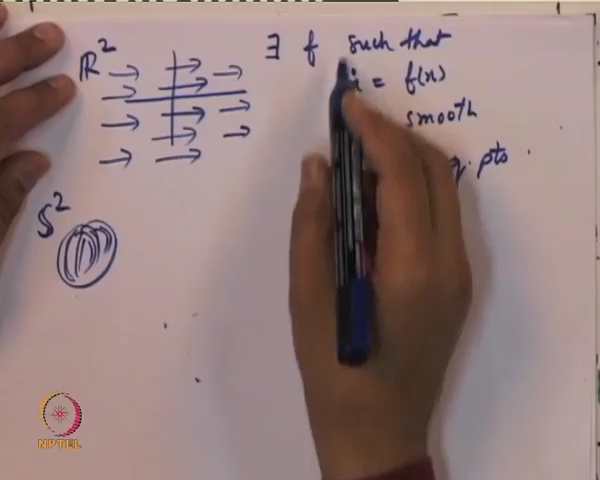 ℝ²
∃ f such that
ẋ = f(x)
smooth
pts.
S²
NPTEL